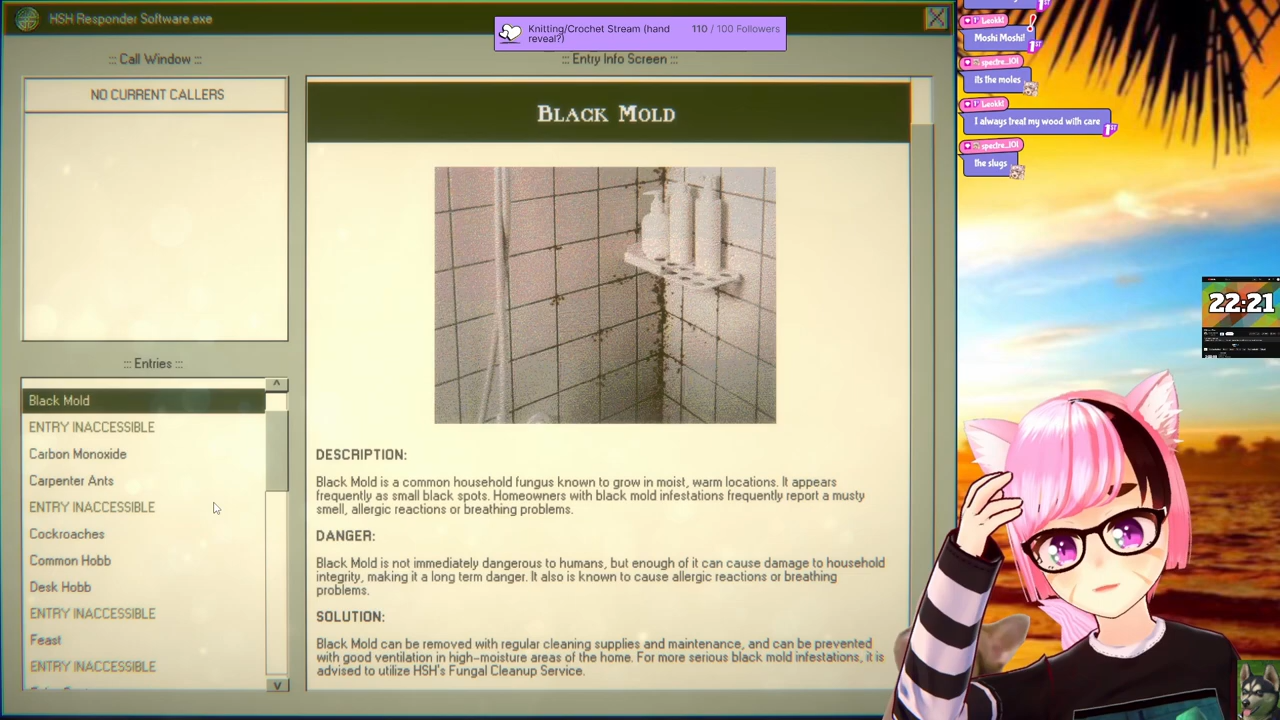 HSH Responder Software.exe
Knitting/Crochet Stream (hand reveal?)
110 / 100 Followers
::: Call Window :::
NO CURRENT CALLERS
::: Entries :::
Black Mold
ENTRY INACCESSIBLE
Carbon Monoxide
Carpenter Ants
ENTRY INACCESSIBLE
Cockroaches
Common Hobb
Desk Hobb
ENTRY INACCESSIBLE
Feast
ENTRY INACCESSIBLE
::: Entry Info Screen :::
BLACK MOLD
DESCRIPTION:
Black Mold is a common household fungus known to grow in moist, warm locations. It appears
frequently as small black spots. Homeowners with black mold infestations frequently report a musty
smell, allergic reactions or breathing problems.
DANGER:
Black Mold is not immediately dangerous to humans, but enough of it can cause damage to household
integrity, making it a long term danger. It also is known to cause allergic reactions or breathing
problems.
SOLUTION:
Black Mold can be removed with regular cleaning supplies and maintenance, and can be prevented
with good ventilation in high-moisture areas of the home. For more serious black mold infestations, it is
advised to utilize HSH's Fungal Cleanup Service.
1ST
Leokk!
Moshi Moshi!
1ST
spectre_101
its the moles
Leokk!
I always treat my wood with care
1ST
spectre_101
the slugs
22:21